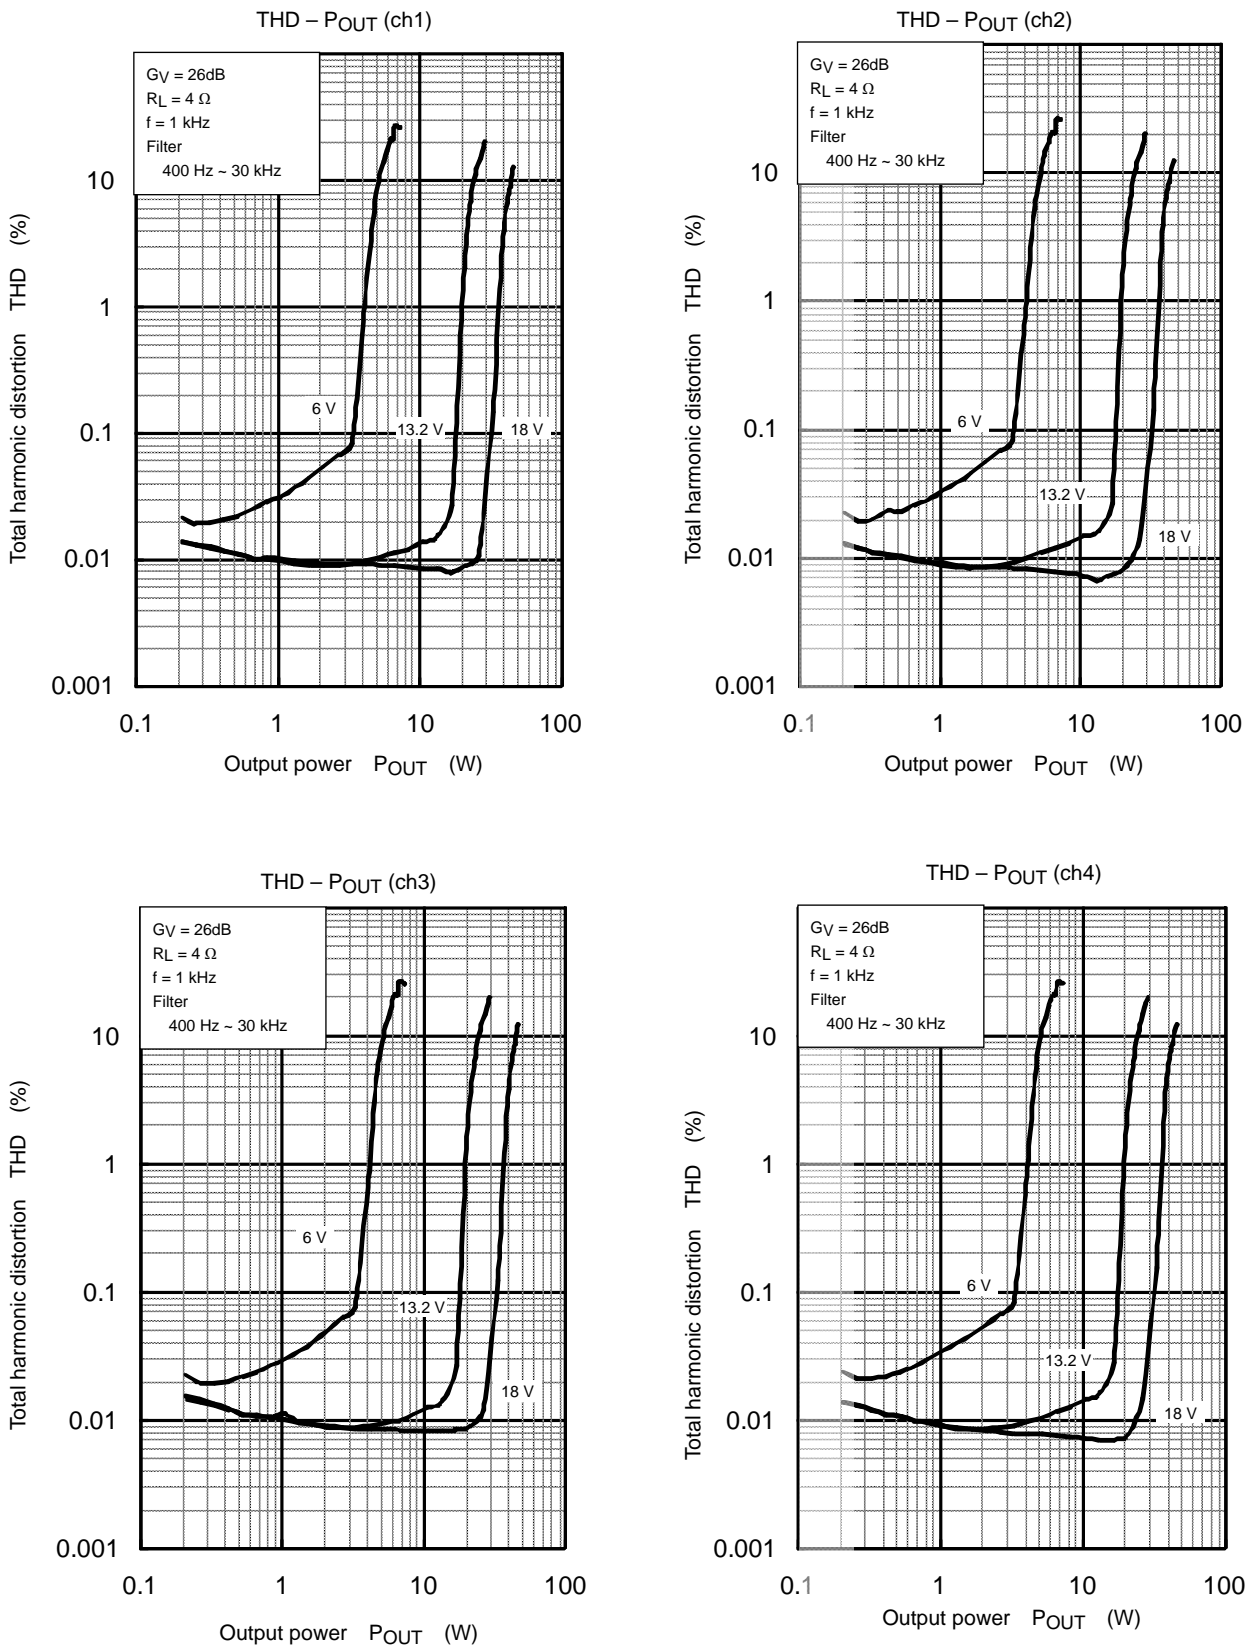 THD – POUT (ch1)
GV = 26dB
RL = 4 Ω
f = 1 kHz
Filter
400 Hz ~ 30 kHz
10
1
0.1
0.01
0.001
6 V
13.2 V
18 V
0.1 1 10 100
Total harmonic distortion THD (%)
Output power POUT (W)
THD – POUT (ch2)
GV = 26dB
RL = 4 Ω
f = 1 kHz
Filter
400 Hz ~ 30 kHz
10
1
0.1
0.01
0.001
6 V
13.2 V
18 V
0.1 1 10 100
Total harmonic distortion THD (%)
Output power POUT (W)
THD – POUT (ch3)
GV = 26dB
RL = 4 Ω
f = 1 kHz
Filter
400 Hz ~ 30 kHz
10
1
0.1
0.01
0.001
6 V
13.2 V
18 V
0.1 1 10 100
Total harmonic distortion THD (%)
Output power POUT (W)
THD – POUT (ch4)
GV = 26dB
RL = 4 Ω
f = 1 kHz
Filter
400 Hz ~ 30 kHz
10
1
0.1
0.01
0.001
6 V
13.2 V
18 V
0.1 1 10 100
Total harmonic distortion THD (%)
Output power POUT (W)